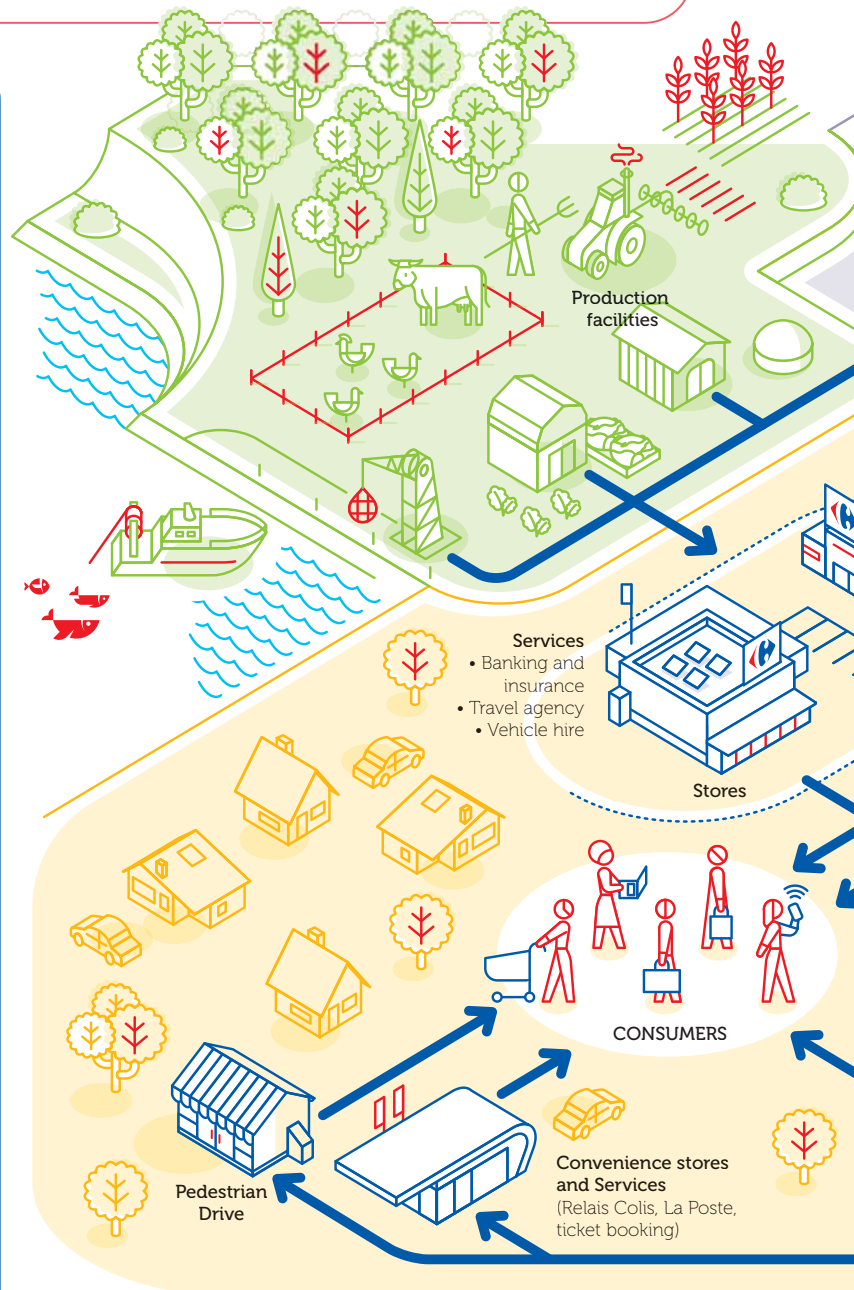 Production
facilities
Services
• Banking and
insurance
• Travel agency
• Vehicle hire
Stores
CONSUMERS
Convenience stores
and Services
(Relais Colis, La Poste,
ticket booking)
Pedestrian
Drive